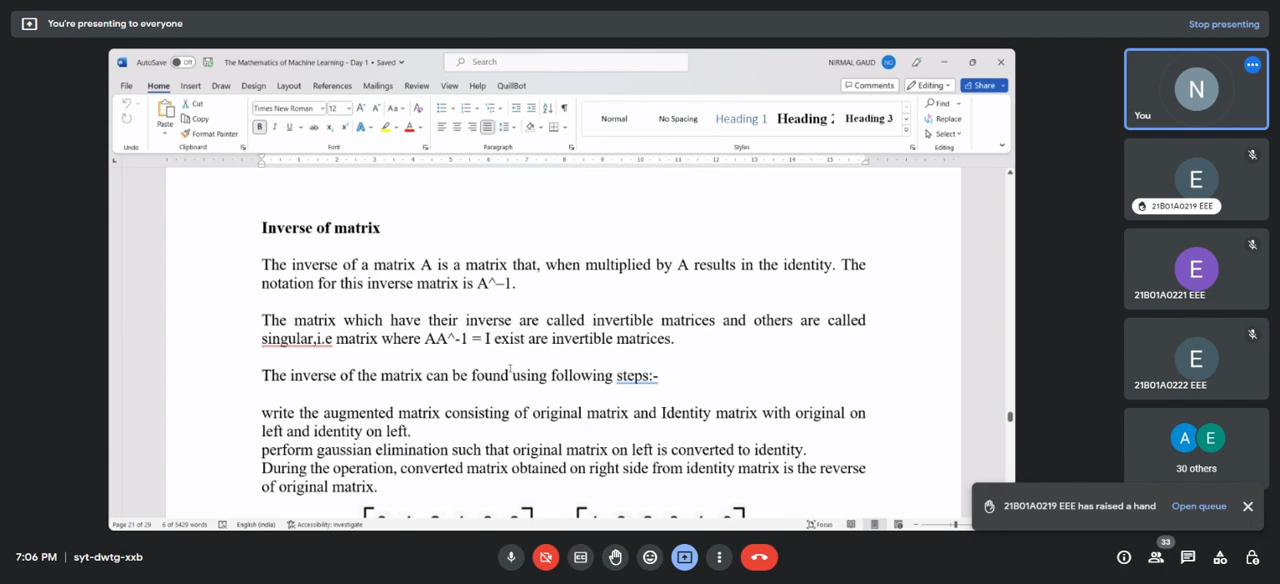 You're presenting to everyone
Stop presenting
AutoSave Off The Mathematics of Machine Learning - Day 1 • Saved
Search
NIRMAL GAUD NG
File Home Insert Draw Design Layout References Mailings Review View Help QuillBot
Comments Editing Share
Paste
Cut
Copy
Format Painter
Times New Roman 12
Normal No Spacing Heading 1 Heading 2 Heading 3
Find
Replace
Select
Undo Clipboard Font Paragraph Styles Editing
Inverse of matrix
The inverse of a matrix A is a matrix that, when multiplied by A results in the identity. The
notation for this inverse matrix is A^–1.
The matrix which have their inverse are called invertible matrices and others are called
singular,i.e matrix where AA^-1 = I exist are invertible matrices.
The inverse of the matrix can be found using following steps:-
write the augmented matrix consisting of original matrix and Identity matrix with original on
left and identity on left.
perform gaussian elimination such that original matrix on left is converted to identity.
During the operation, converted matrix obtained on right side from identity matrix is the reverse
of original matrix.
Page 21 of 29 6 of 5429 words English (India) Accessibility: Investigate Focus
N
You
E
21B01A0219 EEE
E
21B01A0221 EEE
E
21B01A0222 EEE
A E
30 others
21B01A0219 EEE has raised a hand Open queue
7:06 PM | syt-dwtg-xxb
33